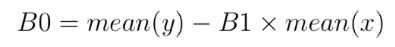 B0 = mean(y) − B1 × mean(x)